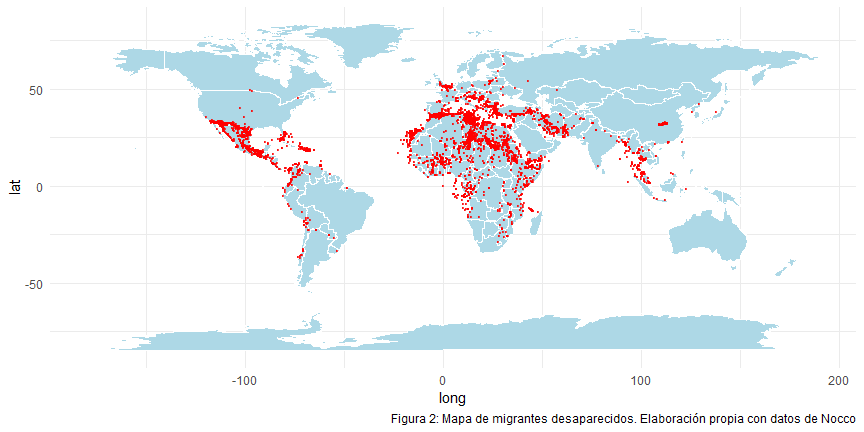 lat
50
0
-50
-100
0
100
200
long
Figura 2: Mapa de migrantes desaparecidos. Elaboración propia con datos de Nocco